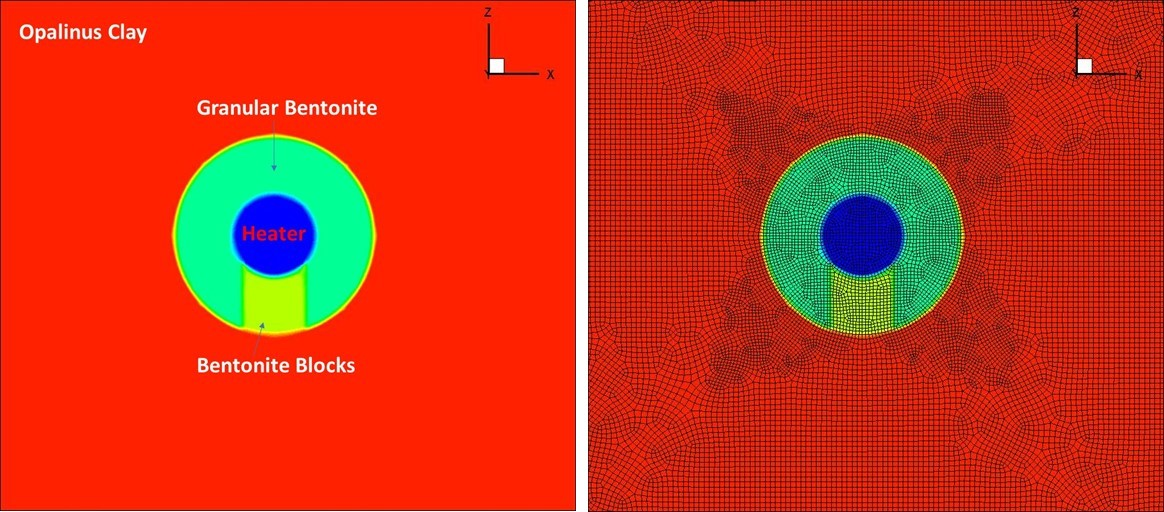 Opalinus Clay
Z
X
Y
Granular Bentonite
Heater
Bentonite Blocks
Z
X